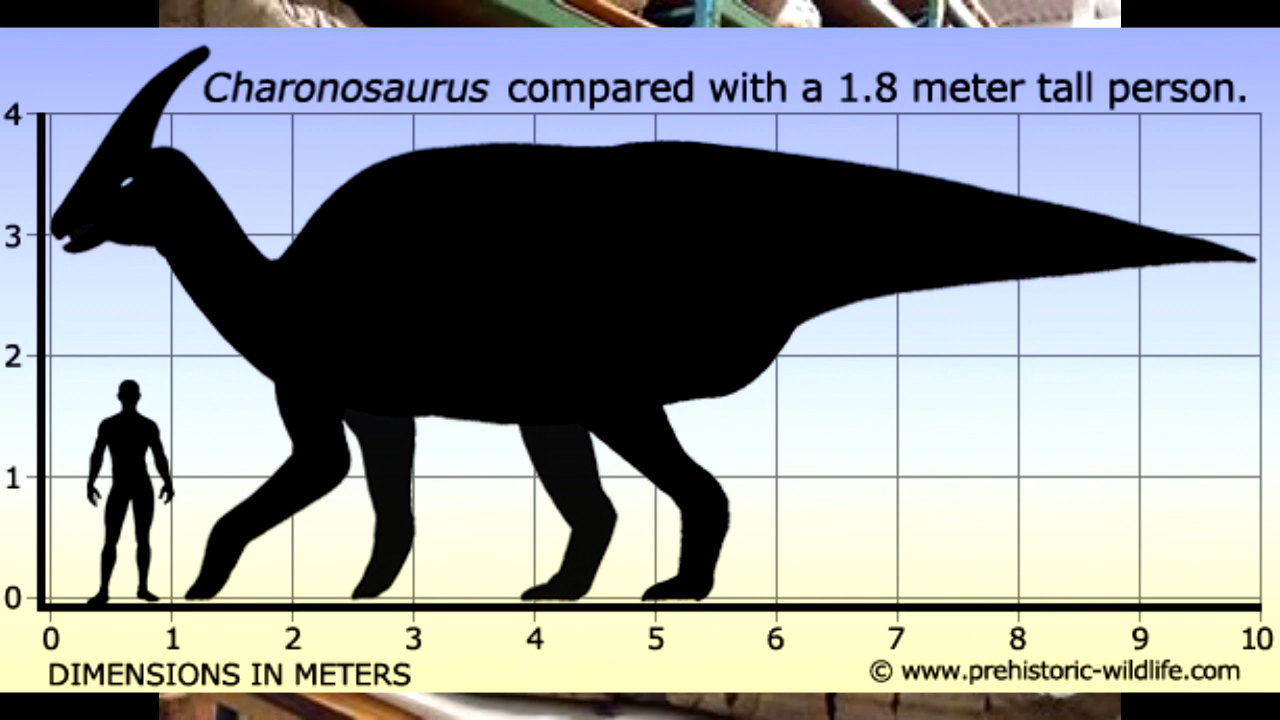 Charonosaurus compared with a 1.8 meter tall person.
4
3
2
1
0
0 1 2 3 4 5 6 7 8 9 10
DIMENSIONS IN METERS © www.prehistoric-wildlife.com